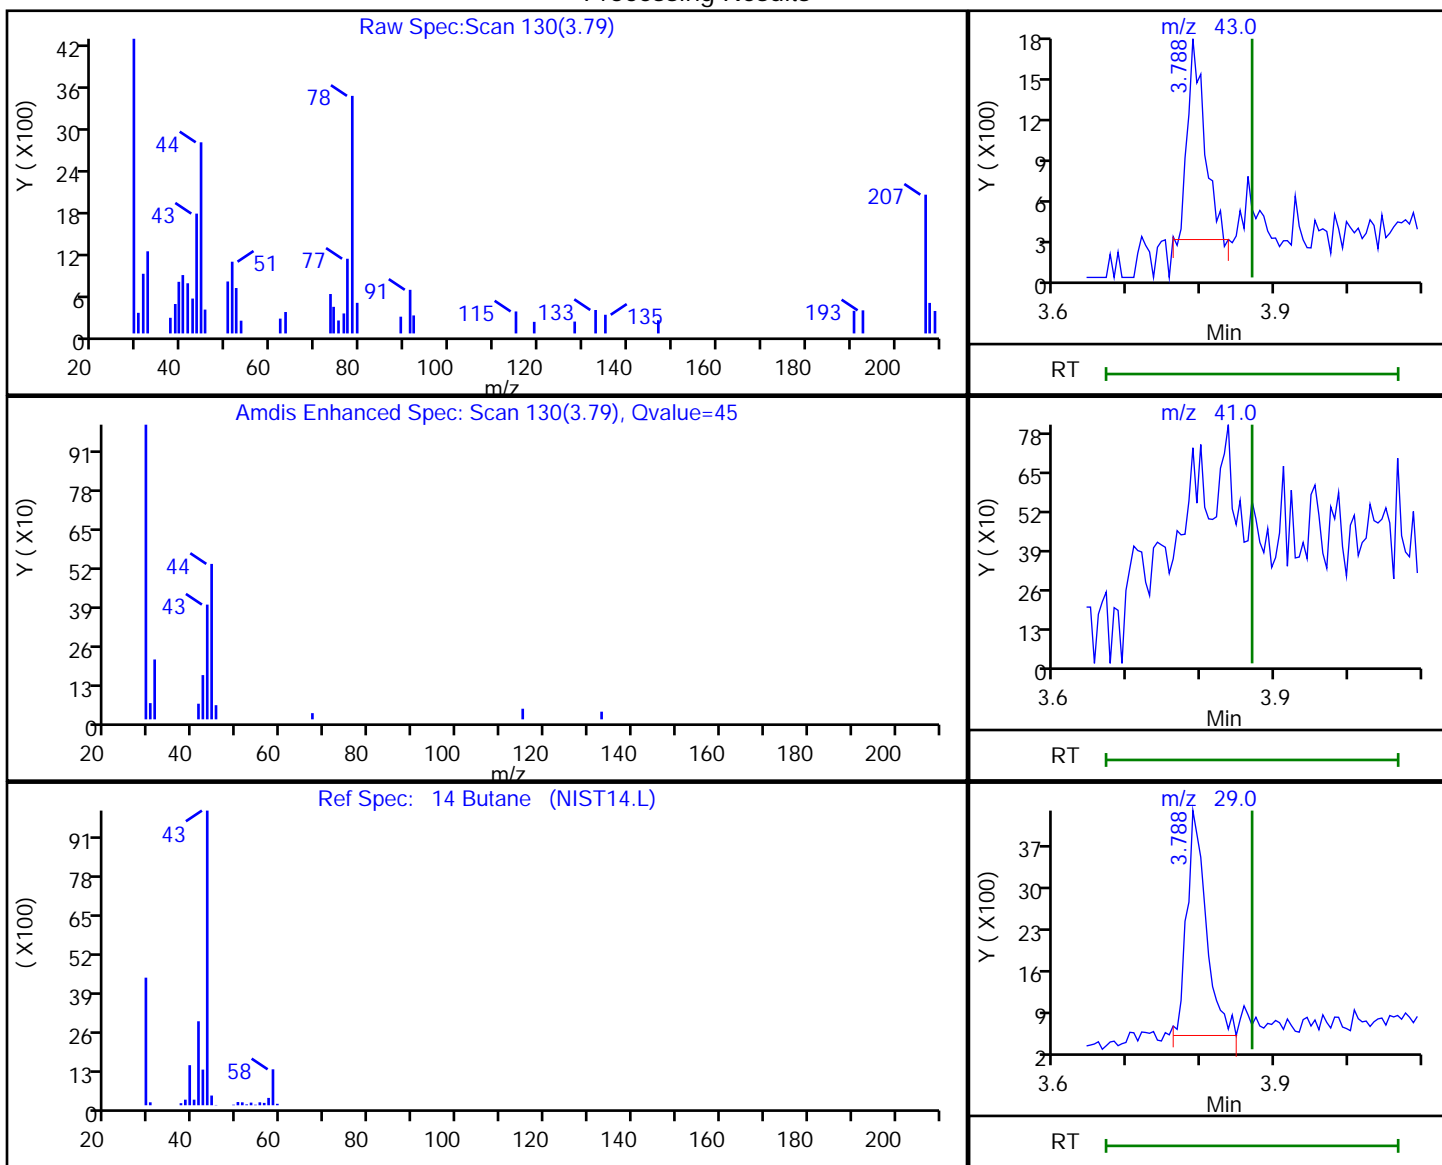 Processing Results
Raw Spec:Scan 130(3.79)
Y ( X100)
42
36
30
24
18
12
6
0
78
44
43
207
77
51
91
115
133
135
193
20 40 60 80 100 120 140 160 180 200
m/z
m/z 43.0
Y ( X100)
18
15
12
9
6
3
0
3.788
3.6 3.9
Min
RT
Amdis Enhanced Spec: Scan 130(3.79), Qvalue=45
Y ( X10)
91
78
65
52
39
26
13
0
44
43
20 40 60 80 100 120 140 160 180 200
m/z
m/z 41.0
Y ( X10)
78
65
52
39
26
13
0
3.6 3.9
Min
RT
Ref Spec: 14 Butane (NIST14.L)
( X100)
91
78
65
52
39
26
13
0
43
58
20 40 60 80 100 120 140 160 180 200
m/z 29.0
Y ( X100)
37
30
23
16
9
2
3.788
3.6 3.9
Min
RT